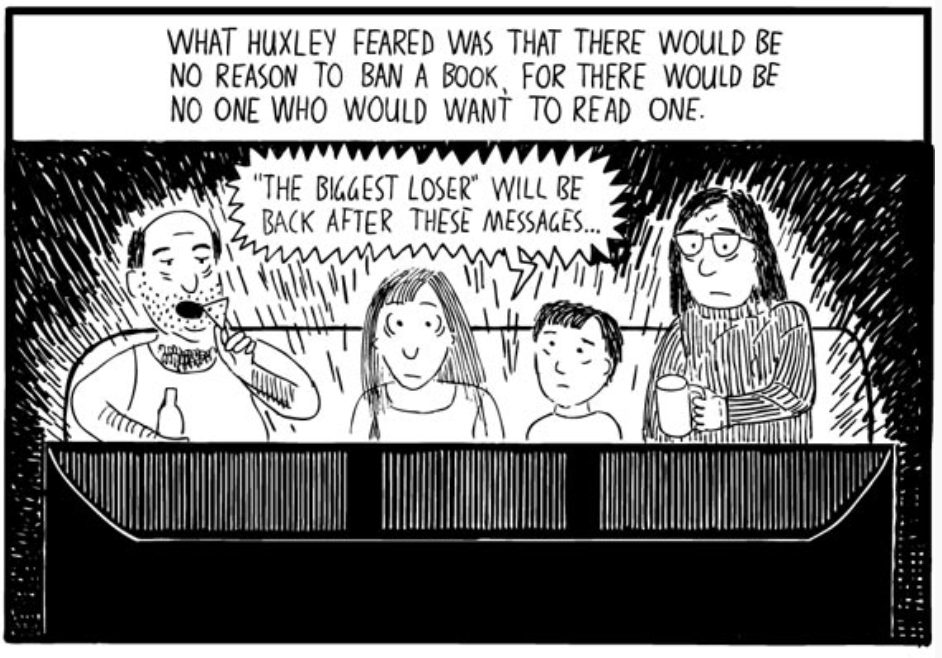 WHAT HUXLEY FEARED WAS THAT THERE WOULD BE
NO REASON TO BAN A BOOK, FOR THERE WOULD BE
NO ONE WHO WOULD WANT TO READ ONE.
"THE BIGGEST LOSER" WILL BE
BACK AFTER THESE MESSAGES...